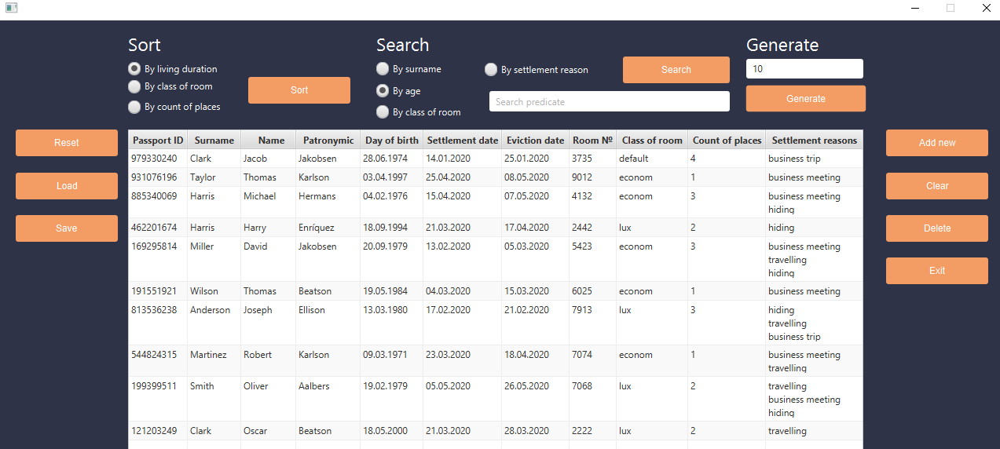 Sort
By living duration
By class of room
By count of places
Sort
Search
By surname
By settlement reason
Search
By age
Search predicate
By class of room
Generate
10
Generate
Reset
Load
Save
Passport ID Surname Name Patronymic Day of birth Settlement date Eviction date Room № Class of room Count of places Settlement reasons
979330240 Clark Jacob Jakobsen 28.06.1974 14.01.2020 25.01.2020 3735 default 4 business trip
931076196 Taylor Thomas Karlson 03.04.1997 25.04.2020 08.05.2020 9012 econom 1 business meeting
885340069 Harris Michael Hermans 04.02.1976 15.04.2020 07.05.2020 4132 econom 3 business meeting
hiding
462201674 Harris Harry Enríquez 18.09.1994 21.03.2020 17.04.2020 2442 lux 2 hiding
169295814 Miller David Jakobsen 20.09.1979 13.02.2020 05.03.2020 5423 econom 3 business meeting
travelling
hiding
191551921 Wilson Thomas Beatson 19.05.1984 04.03.2020 15.03.2020 6025 econom 1 business meeting
813536238 Anderson Joseph Ellison 13.03.1980 17.02.2020 21.02.2020 7913 lux 3 hiding
travelling
business trip
544824315 Martinez Robert Karlson 09.03.1971 23.03.2020 18.04.2020 7074 econom 1 business meeting
travelling
199399511 Smith Oliver Aalbers 19.02.1979 05.05.2020 26.05.2020 7068 lux 2 travelling
business meeting
hiding
121203249 Clark Oscar Beatson 18.05.2000 21.03.2020 28.03.2020 2222 lux 2 travelling
Add new
Clear
Delete
Exit